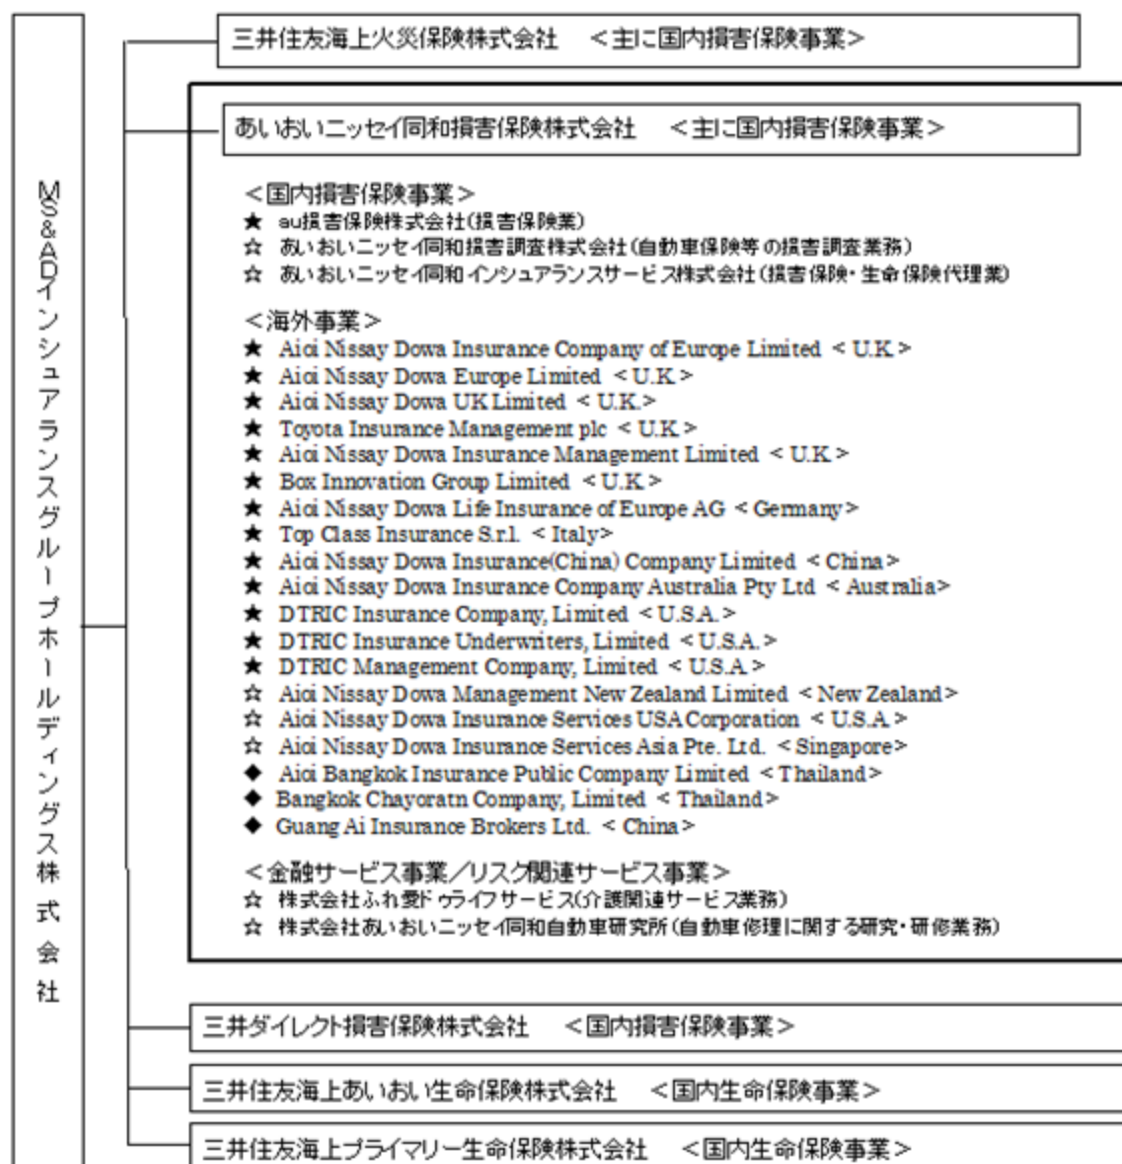 三井住友海上火災保険株式会社　＜主に国内損害保険事業＞
あいおいニッセイ同和損害保険株式会社　＜主に国内損害保険事業＞
MS&ADインシュアランスグループホールディングス株式会社
＜国内損害保険事業＞
★ au損害保険株式会社(損害保険業)
☆ あいおいニッセイ同和損害調査株式会社(自動車保険等の損害調査業務)
☆ あいおいニッセイ同和インシュアランスサービス株式会社(損害保険・生命保険代理業)
＜海外事業＞
★ Aioi Nissay Dowa Insurance Company of Europe Limited ＜U.K.＞
★ Aioi Nissay Dowa Europe Limited ＜U.K.＞
★ Aioi Nissay Dowa UK Limited ＜U.K.＞
★ Toyota Insurance Management plc ＜U.K.＞
★ Aioi Nissay Dowa Insurance Management Limited ＜U.K.＞
★ Box Innovation Group Limited ＜U.K.＞
★ Aioi Nissay Dowa Life Insurance of Europe AG ＜Germany＞
★ Top Class Insurance S.r.l. ＜Italy＞
★ Aioi Nissay Dowa Insurance(China) Company Limited ＜China＞
★ Aioi Nissay Dowa Insurance Company Australia Pty Ltd ＜Australia＞
★ DTRIC Insurance Company, Limited ＜U.S.A.＞
★ DTRIC Insurance Underwriters, Limited ＜U.S.A.＞
★ DTRIC Management Company, Limited ＜U.S.A.＞
☆ Aioi Nissay Dowa Management New Zealand Limited ＜New Zealand＞
☆ Aioi Nissay Dowa Insurance Services USA Corporation ＜U.S.A.＞
☆ Aioi Nissay Dowa Insurance Services Asia Pte. Ltd. ＜Singapore＞
◆ Aioi Bangkok Insurance Public Company Limited ＜Thailand＞
◆ Bangkok Chayoratn Company, Limited ＜Thailand＞
◆ Guang Ai Insurance Brokers Ltd. ＜China＞
＜金融サービス事業／リスク関連サービス事業＞
☆ 株式会社ふれ愛ドゥライフサービス(介護関連サービス業務)
☆ 株式会社あいおいニッセイ同和自動車研究所(自動車修理に関する研究・研修業務)
三井ダイレクト損害保険株式会社　＜国内損害保険事業＞
三井住友海上あいおい生命保険株式会社　＜国内生命保険事業＞
三井住友海上プライマリー生命保険株式会社　＜国内生命保険事業＞